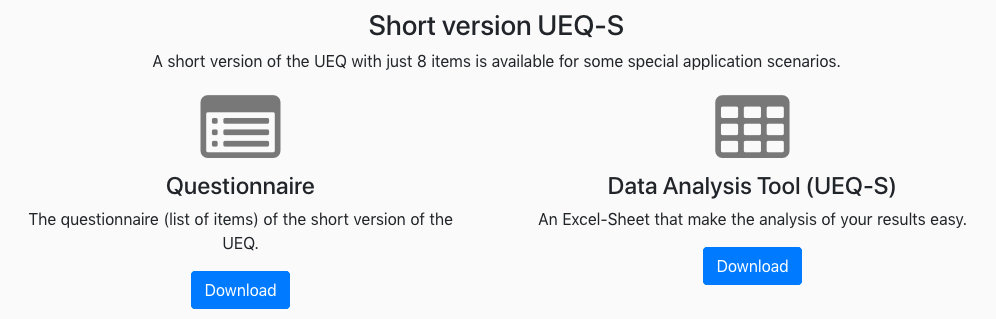 Short version UEQ-S
A short version of the UEQ with just 8 items is available for some special application scenarios.
Questionnaire
The questionnaire (list of items) of the short version of the
UEQ.
Download
Data Analysis Tool (UEQ-S)
An Excel-Sheet that make the analysis of your results easy.
Download